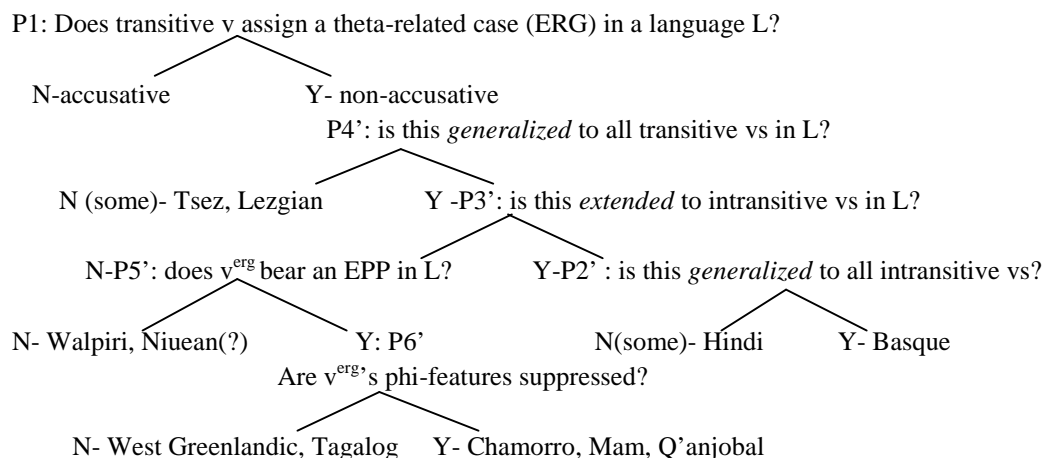 P1: Does transitive v assign a theta-related case (ERG) in a language L?
N-accusative Y- non-accusative
P4’: is this generalized to all transitive vs in L?
N (some)- Tsez, Lezgian Y -P3’: is this extended to intransitive vs in L?
N-P5’: does v^erg bear an EPP in L? Y-P2’ : is this generalized to all intransitive vs?
N- Walpiri, Niuean(?) Y: P6’ N(some)- Hindi Y- Basque
Are v^erg’s phi-features suppressed?
N- West Greenlandic, Tagalog Y- Chamorro, Mam, Q’anjobal